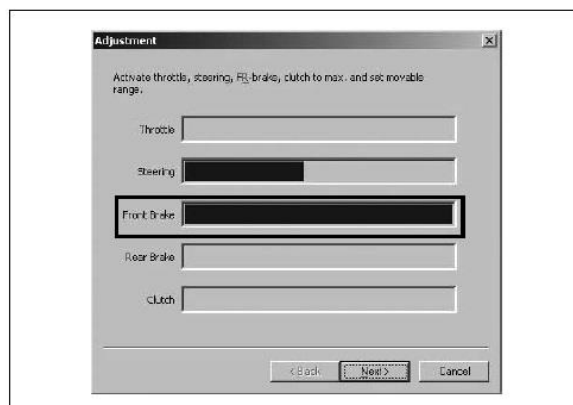 Adjustment
Activate throttle, steering, FR-brake, clutch to max. and set movable
range.
Throttle
Steering
Front Brake
Rear Brake
Clutch
< Back
Next >
Cancel